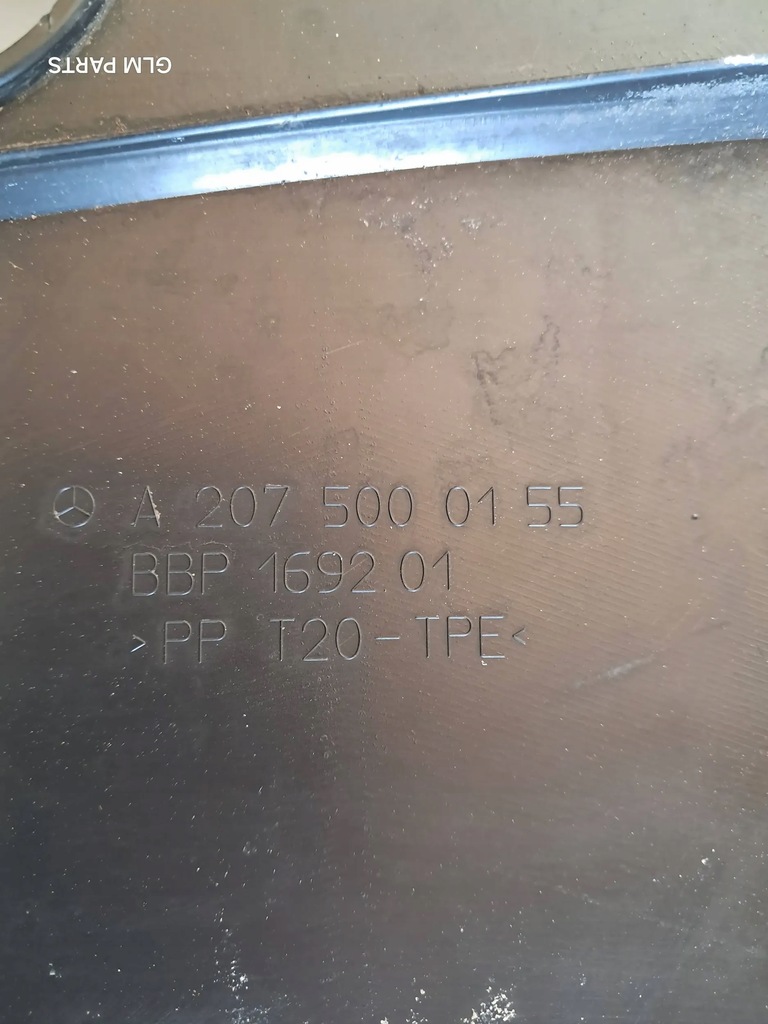 GLM PARTS
A 207 500 01 55
BBP 1692 01
>PP T20-TPE<